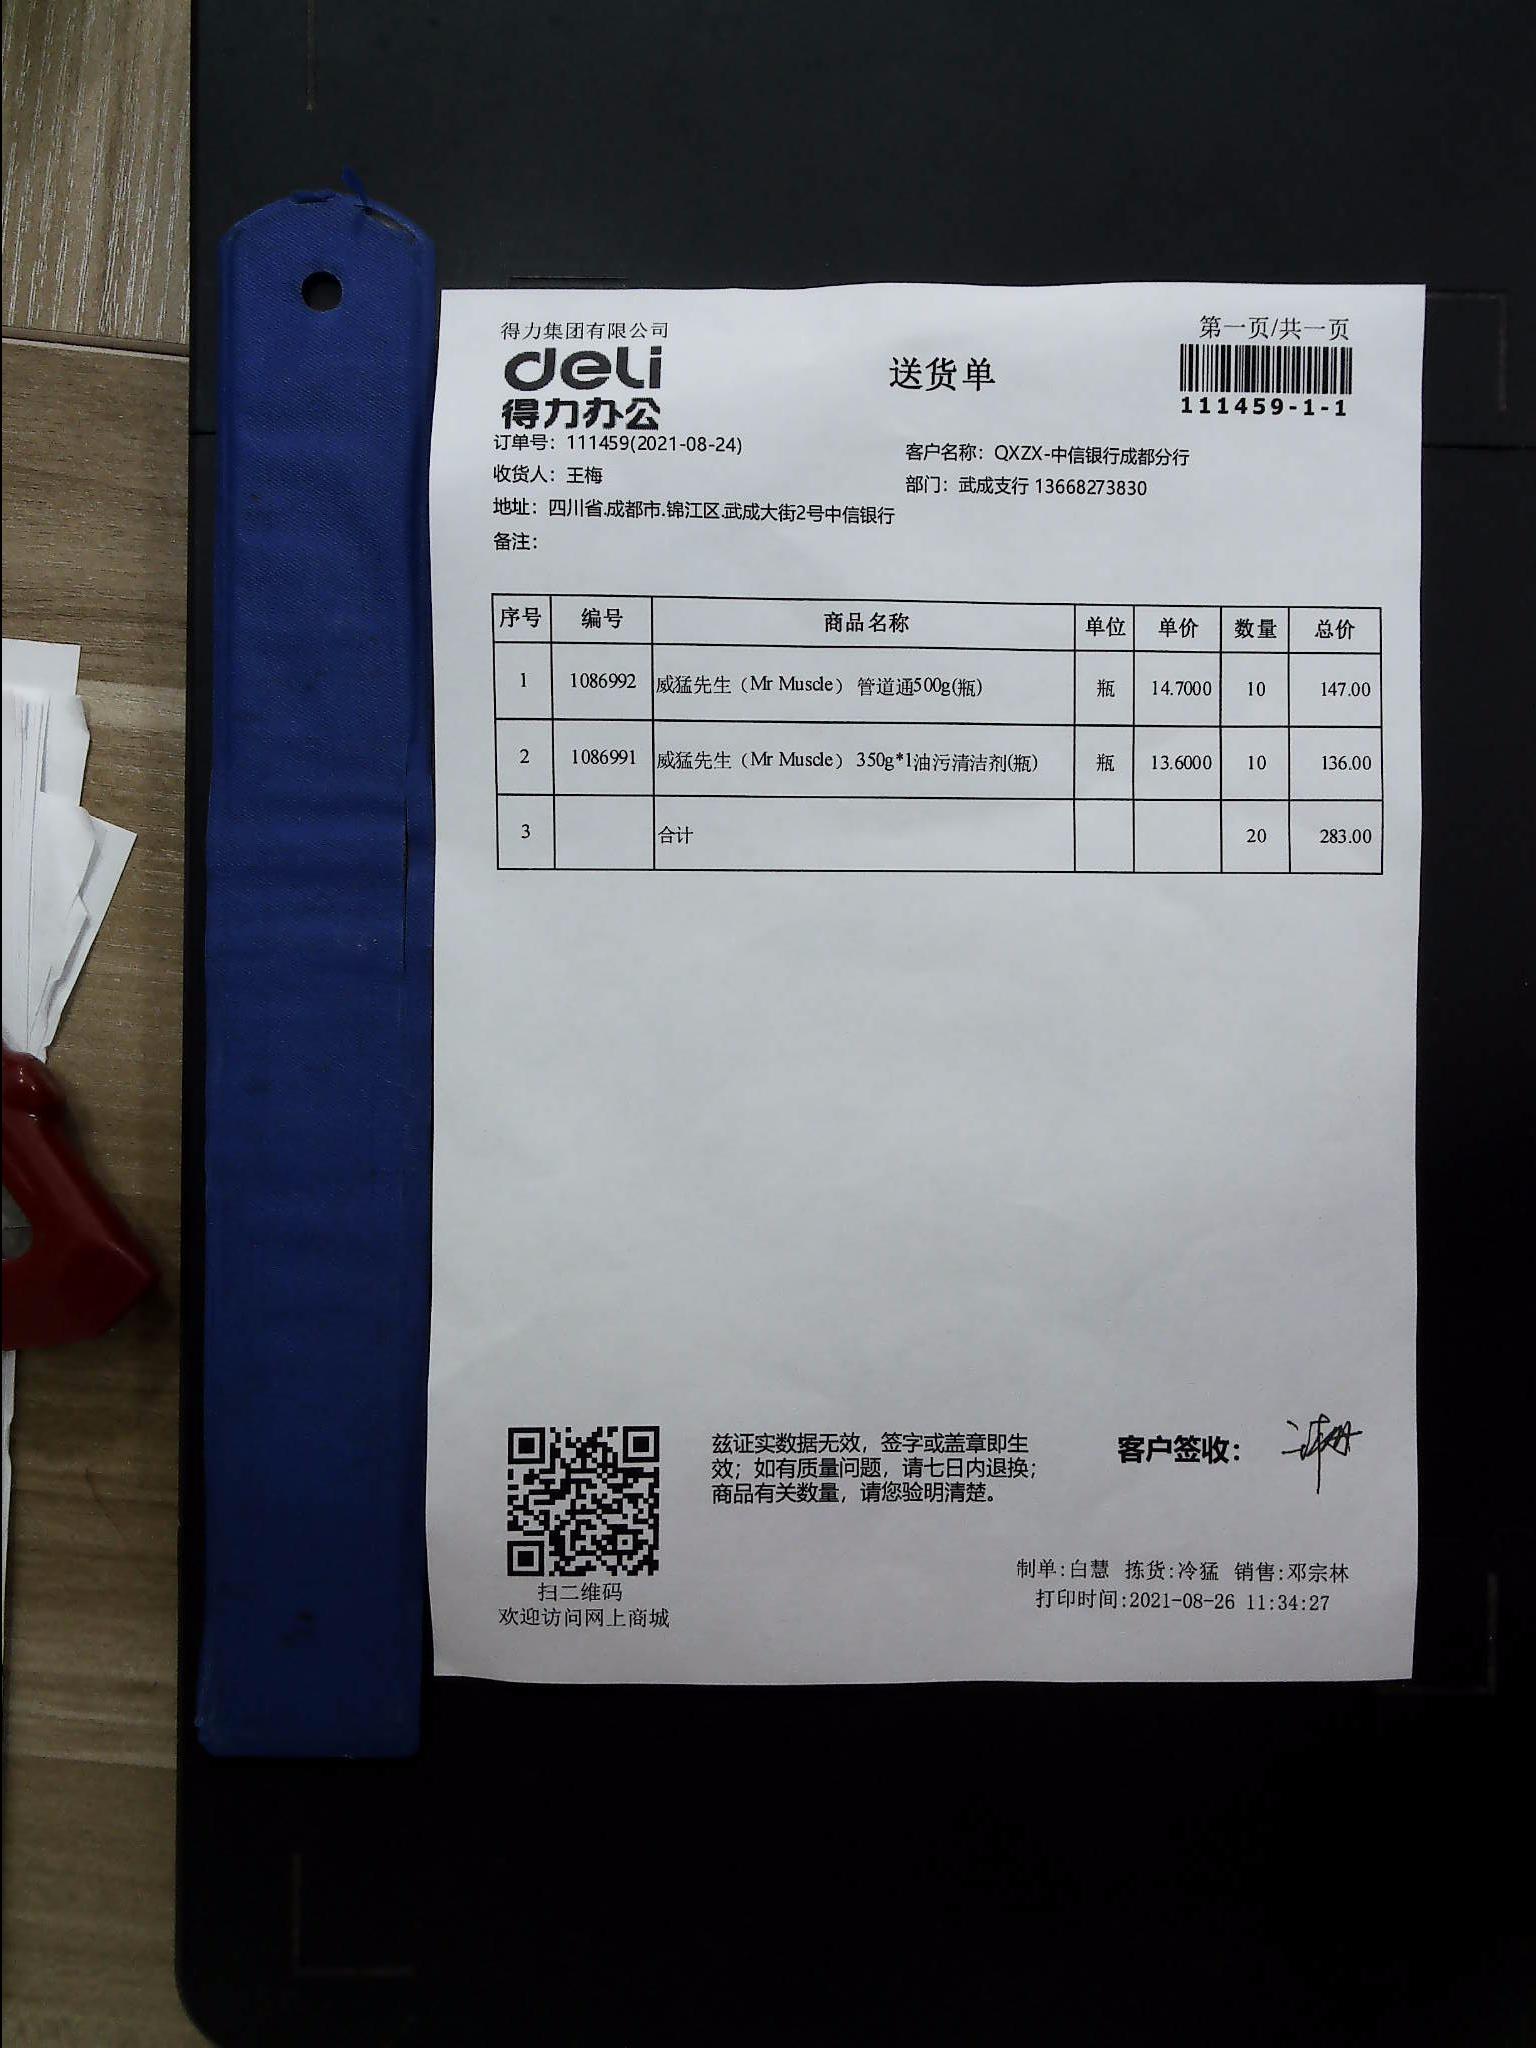 得力集团有限公司
第一页/共一页
deli
得力办公
送货单
111459-1-1
订单号：111459(2021-08-24)
客户名称：QXZX-中信银行成都分行
收货人：王梅
部门：武成支行 13668273830
地址：四川省.成都市.锦江区.武成大街2号中信银行
备注：
序号 编号 商品名称 单位 单价 数量 总价
1 1086992 威猛先生（Mr Muscle） 管道通500g(瓶) 瓶 14.7000 10 147.00
2 1086991 威猛先生（Mr Muscle） 350g*1油污清洁剂(瓶) 瓶 13.6000 10 136.00
3 合计 20 283.00
兹证实数据无效，签字或盖章即生
效；如有质量问题，请七日内退换；
商品有关数量，请您验明清楚。
客户签收：
扫二维码
欢迎访问网上商城
制单:白慧 拣货:冷猛 销售:邓宗林
打印时间:2021-08-26 11:34:27